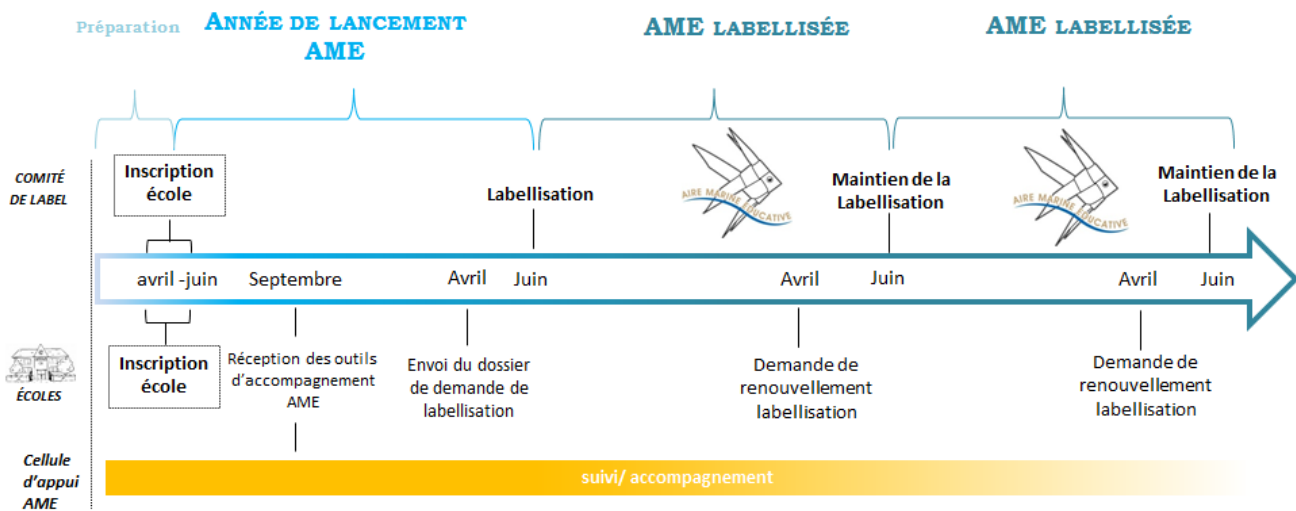 Préparation
ANNÉE DE LANCEMENT
AME
AME LABELLISÉE
AME LABELLISÉE
COMITÉ
DE LABEL
Inscription
école
Labellisation
AIRE MARINE EDUCATIVE
Maintien de la
Labellisation
AIRE MARINE EDUCATIVE
Maintien de la
Labellisation
avril -juin
Septembre
Avril
Juin
Avril
Juin
Avril
Juin
ÉCOLES
Inscription
école
Réception des outils
d'accompagnement
AME
Envoi du dossier
de demande de
labellisation
Demande de
renouvellement
labellisation
Demande de
renouvellement
labellisation
Cellule
d'appui
AME
suivi/ accompagnement